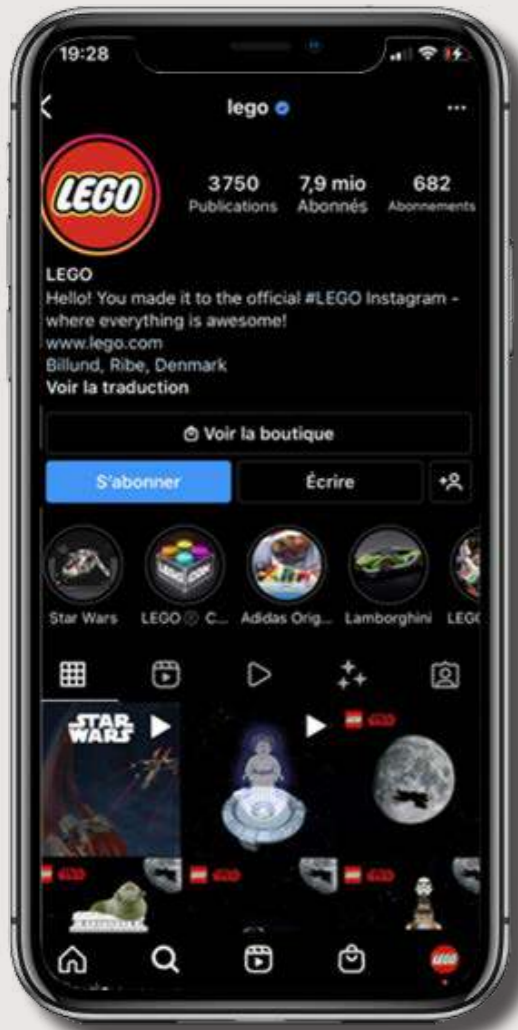 19:28
lego
LEGO
3750
Publications
7,9 mio
Abonnés
682
Abonnements
LEGO
Hello! You made it to the official #LEGO Instagram -
where everything is awesome!
www.lego.com
Billund, Ribe, Denmark
Voir la traduction
Voir la boutique
S'abonner
Écrire
Star Wars
LEGO ® C...
Adidas Orig...
Lamborghini
STAR
WARS
LEGO